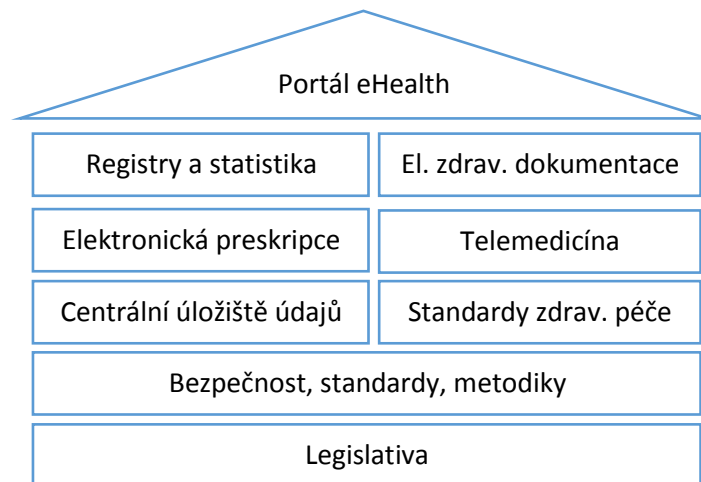 Portál eHealth
Registry a statistika
El. zdrav. dokumentace
Elektronická preskripce
Telemedicína
Centrální úložiště údajů
Standardy zdrav. péče
Bezpečnost, standardy, metodiky
Legislativa